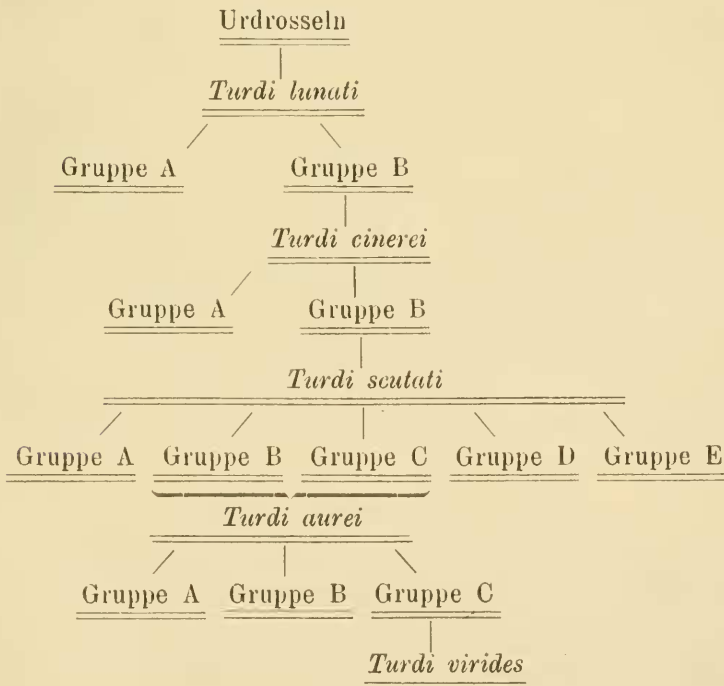 Urdrosseln
Turdi lunati
Gruppe A Gruppe B
Turdi cinerei
Gruppe A Gruppe B
Turdi scutati
Gruppe A Gruppe B Gruppe C Gruppe D Gruppe E
Turdi aurei
Gruppe A Gruppe B Gruppe C
Turdi virides